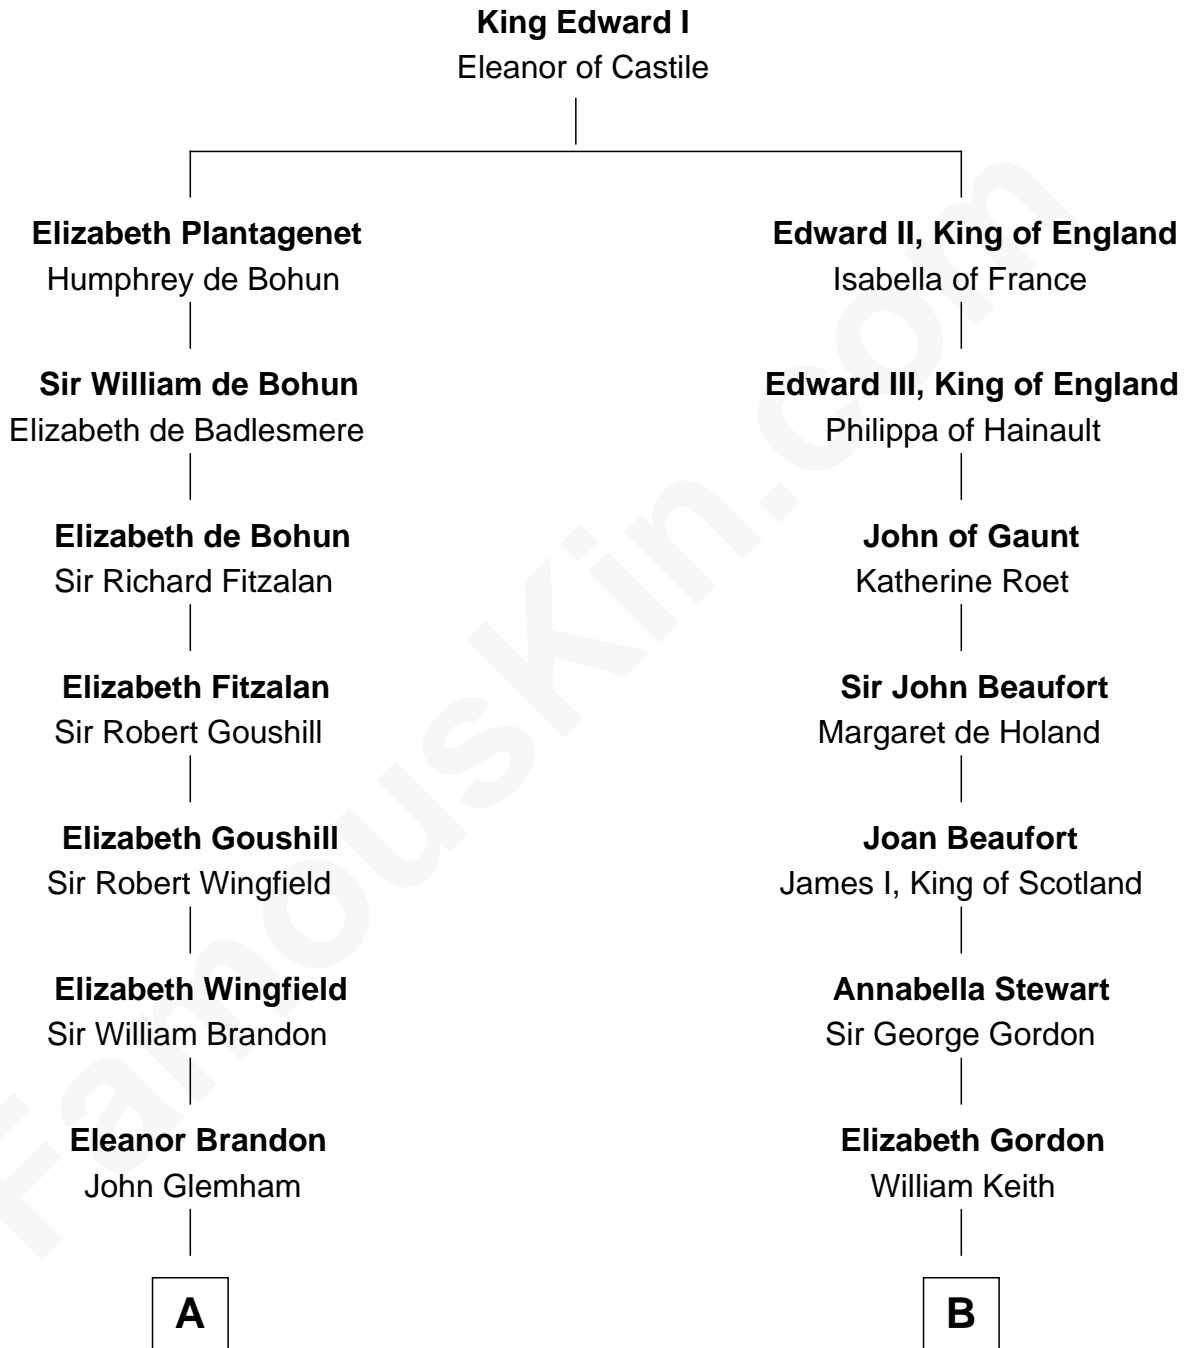 King Edward I
Eleanor of Castile
Elizabeth Plantagenet
Humphrey de Bohun
Edward II, King of England
Isabella of France
Sir William de Bohun
Elizabeth de Badlesmere
Edward III, King of England
Philippa of Hainault
Elizabeth de Bohun
Sir Richard Fitzalan
John of Gaunt
Katherine Roet
Elizabeth Fitzalan
Sir Robert Goushill
Sir John Beaufort
Margaret de Holand
Elizabeth Goushill
Sir Robert Wingfield
Joan Beaufort
James I, King of Scotland
Elizabeth Wingfield
Sir William Brandon
Annabella Stewart
Sir George Gordon
Eleanor Brandon
John Glemham
Elizabeth Gordon
William Keith
A
B
FamousKin.com